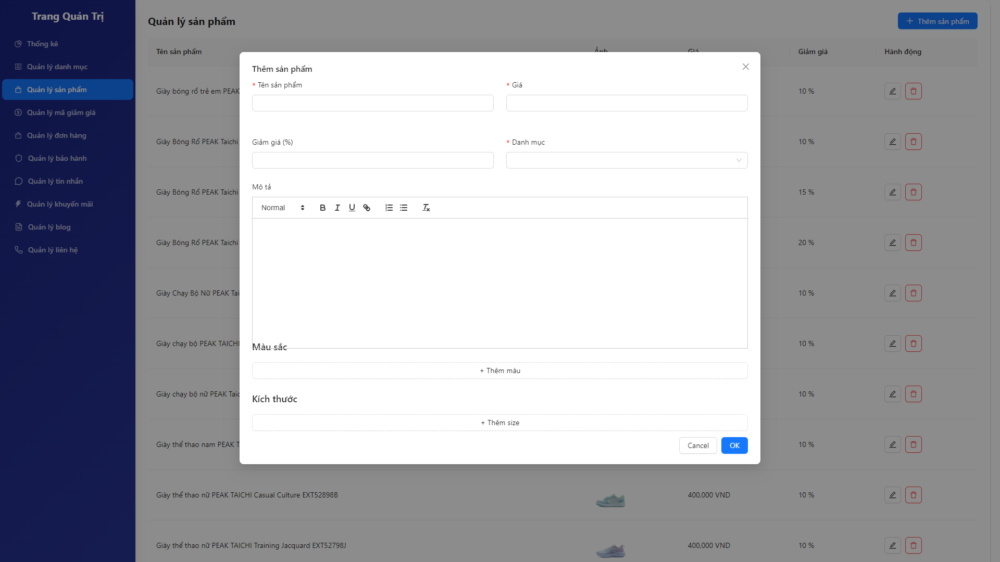 Trang Quản Trị
Thống kê
Quản lý danh mục
Quản lý sản phẩm
Quản lý mã giảm giá
Quản lý đơn hàng
Quản lý bảo hành
Quản lý tin nhắn
Quản lý khuyến mãi
Quản lý blog
Quản lý liên hệ
Quản lý sản phẩm
Thêm sản phẩm
Tên sản phẩm Ảnh Giá Giảm giá Hành động
Giày bóng rổ trẻ em PEAK 10 %
Giày Bóng Rổ PEAK Taichi 10 %
Giày Bóng Rổ PEAK Taichi 15 %
Giày Bóng Rổ PEAK Taichi 20 %
Giày Chạy Bộ Nữ PEAK Tai 10 %
Giày chạy bộ PEAK TAICHI 10 %
Giày chạy bộ nữ PEAK Taic 10 %
Giày thể thao nam PEAK T 10 %
Giày thể thao nữ PEAK TAICHI Casual Culture EXT52898B 400,000 VND 10 %
Giày thể thao nữ PEAK TAICHI Training Jacquard EXT52798J 400,000 VND 10 %
Thêm sản phẩm
* Tên sản phẩm
* Giá
Giảm giá (%)
* Danh mục
Mô tả
Normal
Màu sắc
+ Thêm màu
Kích thước
+ Thêm size
Cancel OK